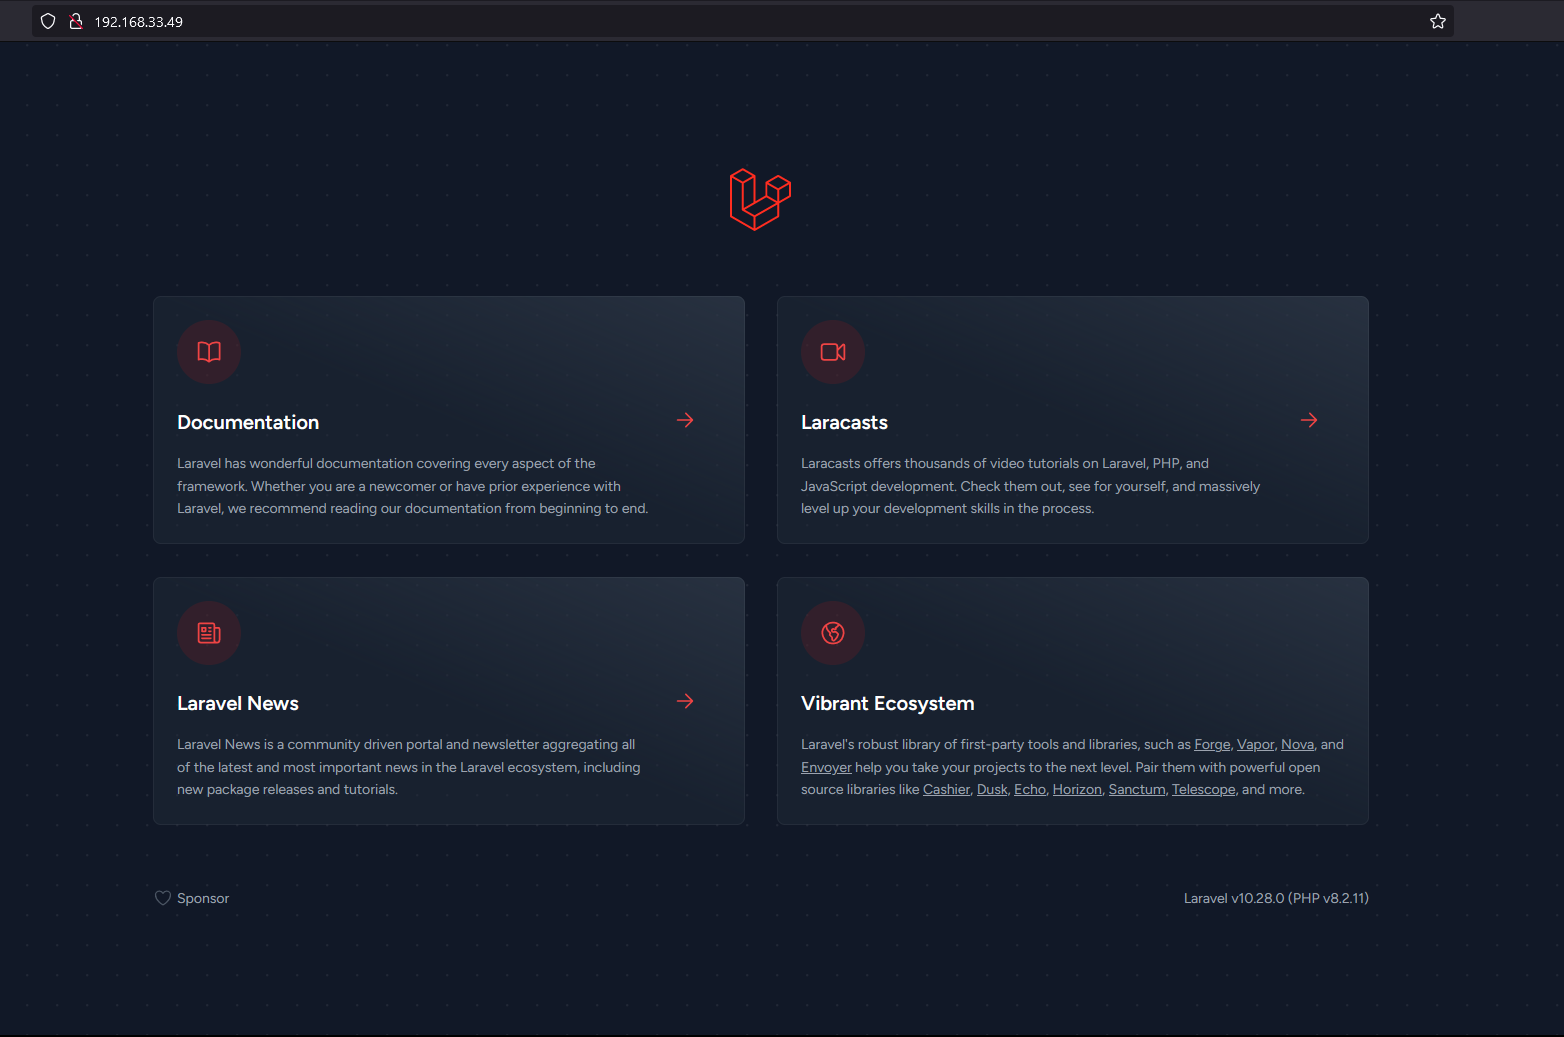 192.168.33.49
Documentation
Laravel has wonderful documentation covering every aspect of the
framework. Whether you are a newcomer or have prior experience with
Laravel, we recommend reading our documentation from beginning to end.
Laracasts
Laracasts offers thousands of video tutorials on Laravel, PHP, and
JavaScript development. Check them out, see for yourself, and massively
level up your development skills in the process.
Laravel News
Laravel News is a community driven portal and newsletter aggregating all
of the latest and most important news in the Laravel ecosystem, including
new package releases and tutorials.
Vibrant Ecosystem
Laravel's robust library of first-party tools and libraries, such as Forge, Vapor, Nova, and
Envoyer help you take your projects to the next level. Pair them with powerful open
source libraries like Cashier, Dusk, Echo, Horizon, Sanctum, Telescope, and more.
Sponsor
Laravel v10.28.0 (PHP v8.2.11)